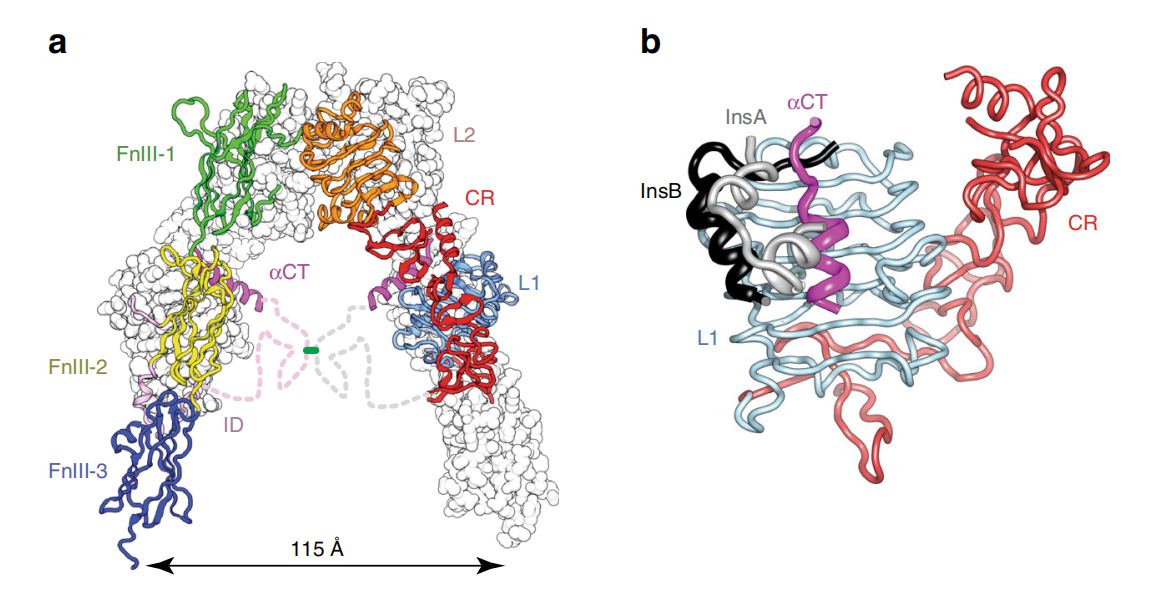 a
FnIII-1
L2
CR
αCT
L1
FnIII-2
ID
FnIII-3
115 Å
b
αCT
InsA
InsB
CR
L1